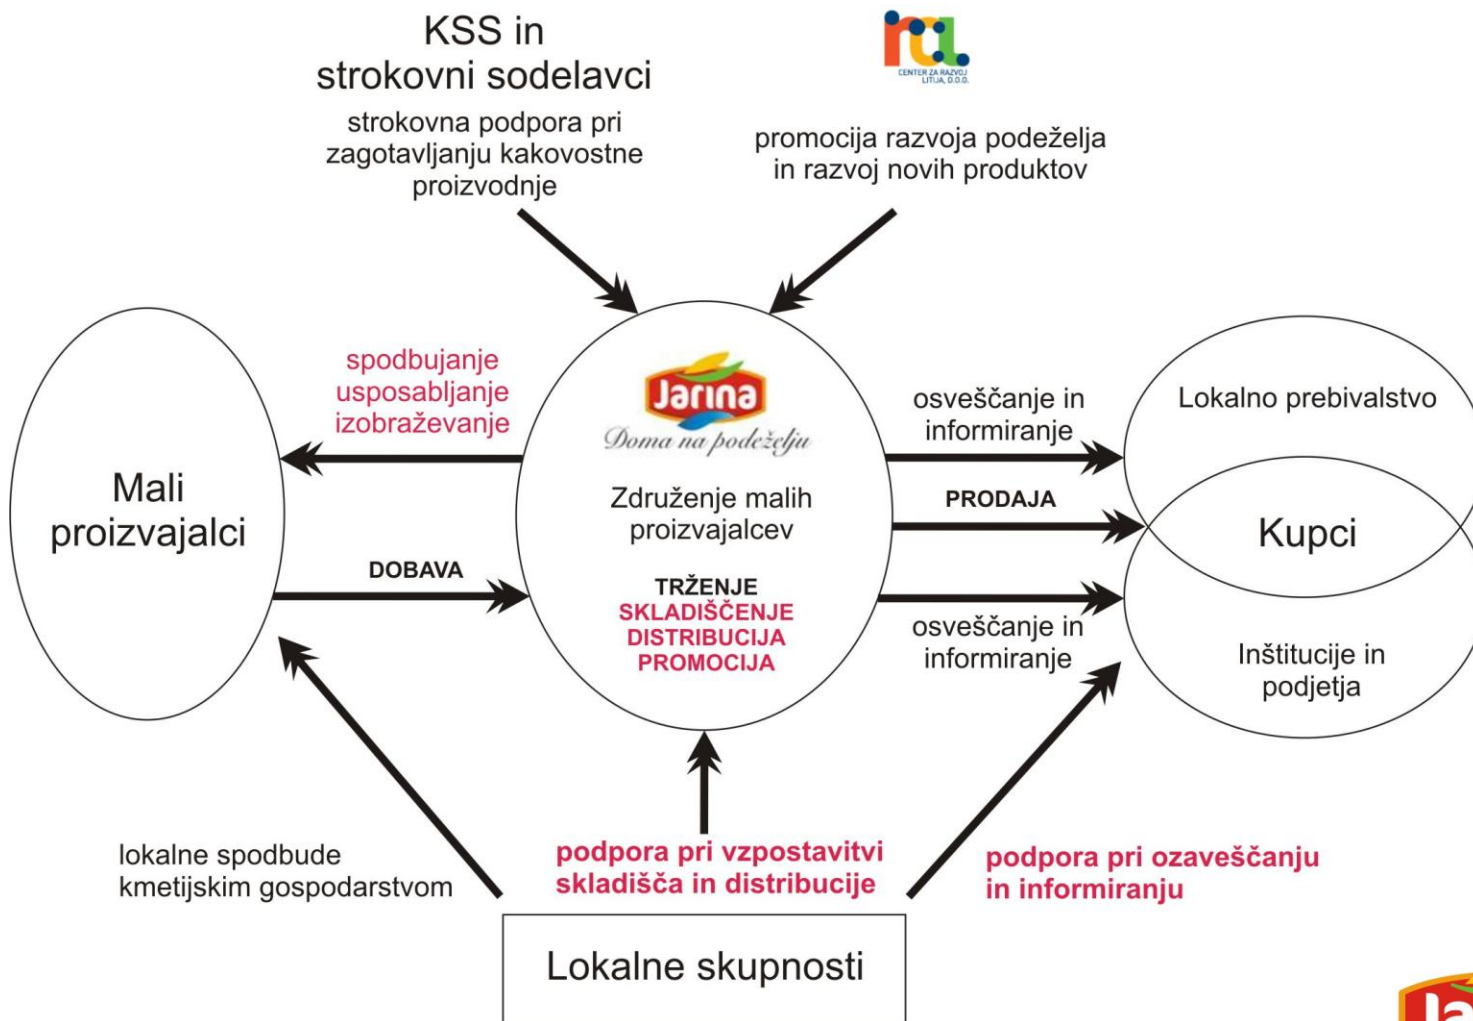 KSS in
strokovni sodelavci
strokovna podpora pri
zagotavljanju kakovostne
proizvodnje
CENTER ZA RAZVOJ
LITIJA, D.O.O.
promocija razvoja podeželja
in razvoj novih produktov
Mali
proizvajalci
spodbujanje
usposabljanje
izobraževanje
DOBAVA
Jarina
Doma na podeželju
Združenje malih
proizvajalcev
TRŽENJE
SKLADIŠČENJE
DISTRIBUCIJA
PROMOCIJA
osveščanje in
informiranje
PRODAJA
osveščanje in
informiranje
Lokalno prebivalstvo
Kupci
Inštitucije in
podjetja
lokalne spodbude
kmetijskim gospodarstvom
podpora pri vzpostavitvi
skladišča in distribucije
podpora pri ozaveščanju
in informiranju
Lokalne skupnosti